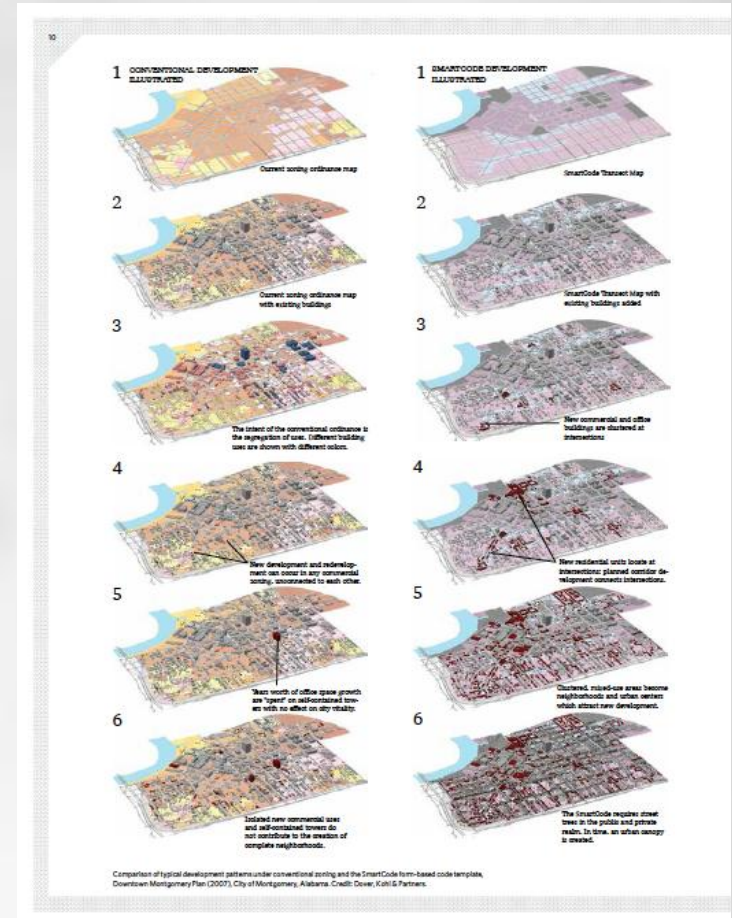 10
1 CONVENTIONAL DEVELOPMENT
ILLUSTRATED
Current zoning ordinance map
2
Current zoning ordinance map
with existing buildings
3
The intent of the conventional ordinance is
the segregation of uses. Different building
uses are shown with different colors.
4
New development and redevelop-
ment can occur in any commercial
zoning, unconnected to each other.
5
Years worth of office space growth
are "spent" on self-contained tow-
ers with no effect on city vitality.
6
Isolated new commercial uses
and self-contained towers do
not contribute to the creation of
complete neighborhoods.
1 SMARTCODE DEVELOPMENT
ILLUSTRATED
SmartCode Transect Map
2
SmartCode Transect Map with
existing buildings added
3
New commercial and office
buildings are clustered at
intersections
4
New residential units locate at
intersections: planned corridor de-
velopment connects intersections.
5
Clustered, mixed-use areas become
neighborhoods and urban centers
which attract new development.
6
The SmartCode requires street
trees in the public and private
realm. In time, an urban canopy
is created.
Comparison of typical development patterns under conventional zoning and the SmartCode form-based code template,
Downtown Montgomery Plan (2007), City of Montgomery, Alabama. Credit: Dover, Kohl & Partners.